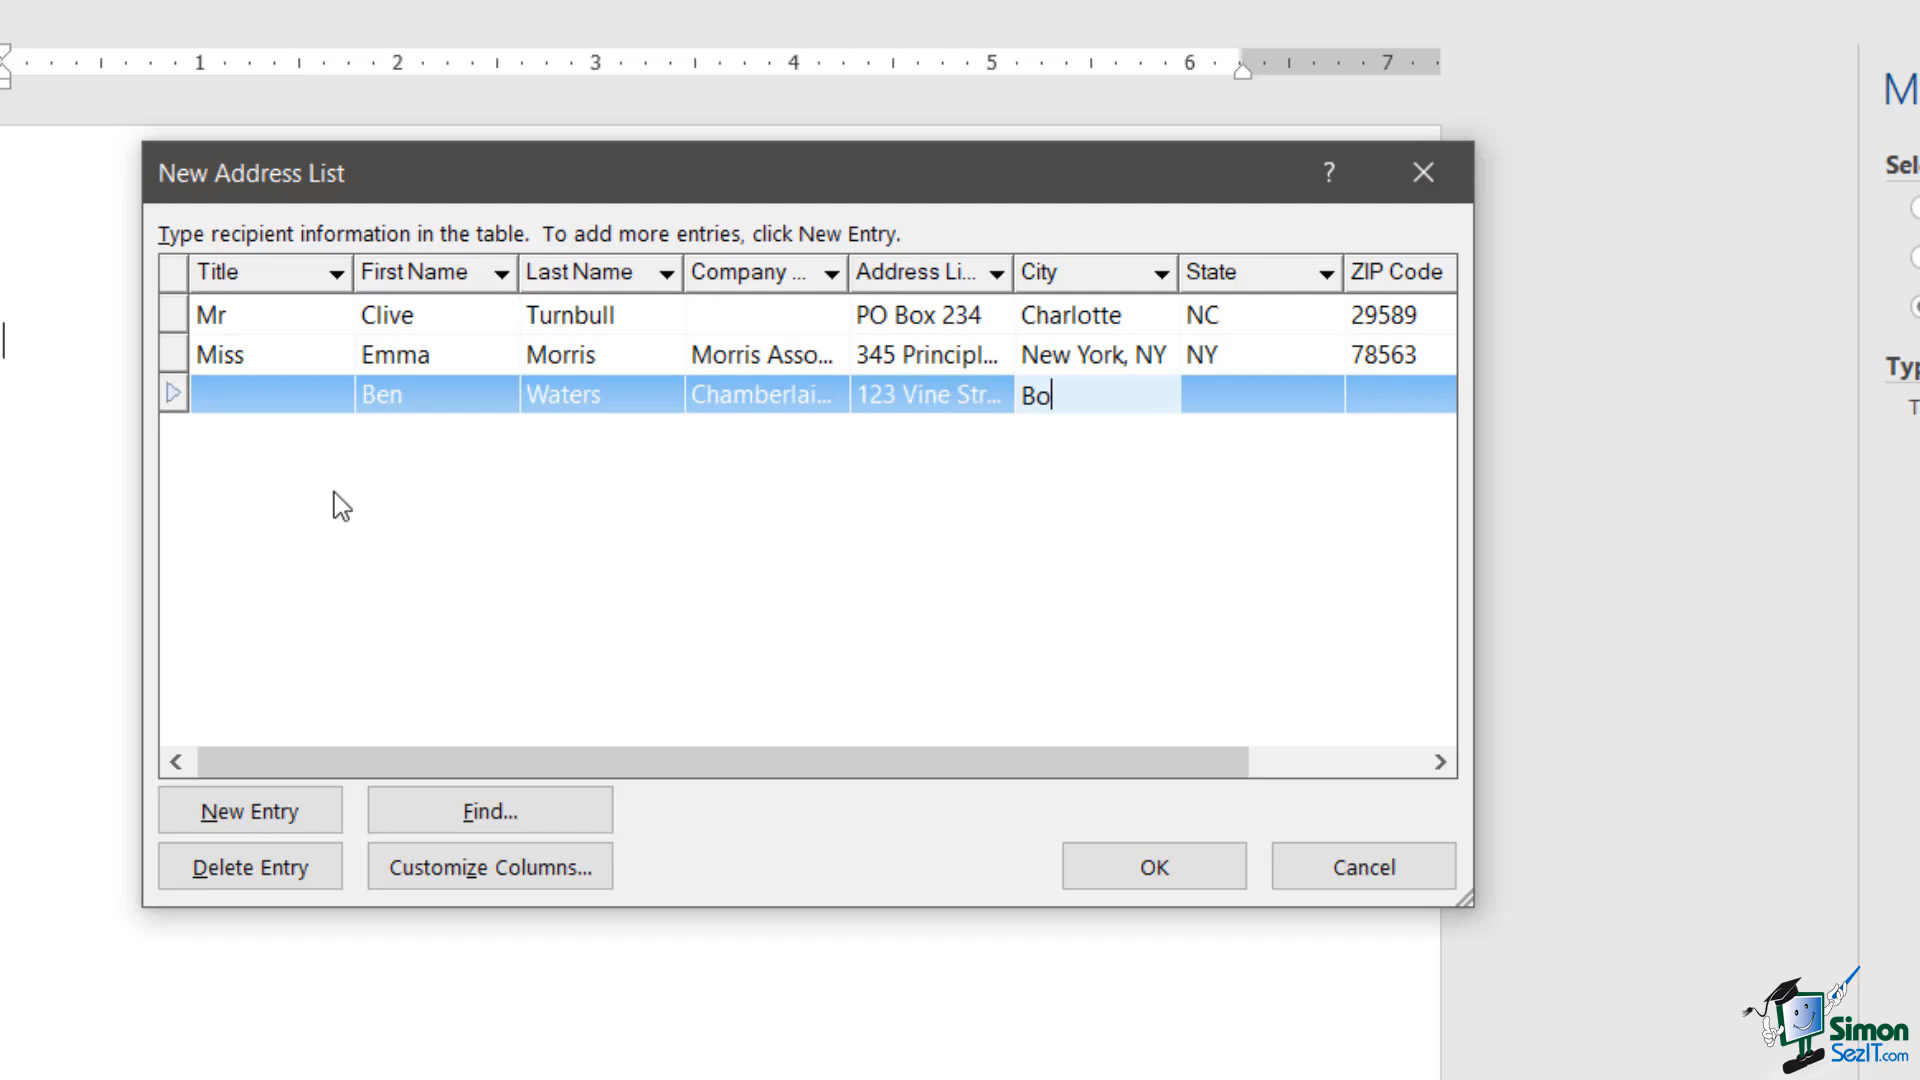 1 2 3 4 5 6 7
M
Sel
New Address List ?
Type recipient information in the table. To add more entries, click New Entry.
Title First Name Last Name Company ... Address Li... City State ZIP Code
Mr Clive Turnbull PO Box 234 Charlotte NC 29589
Miss Emma Morris Morris Asso... 345 Principl... New York, NY NY 78563
Typ
Ben Waters Chamberlai... 123 Vine Str... Bo
T
New Entry Find...
Delete Entry Customize Columns... OK Cancel
Simon
SezIT.com